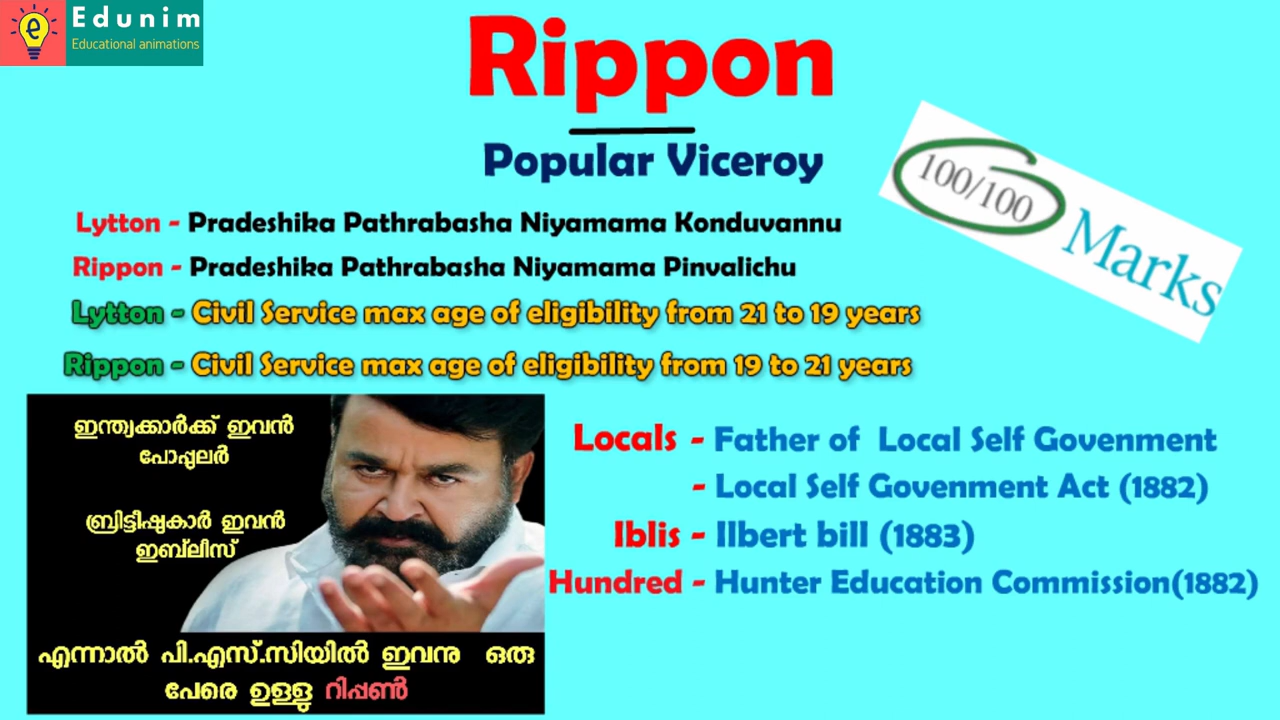 Edunim
Educational animations
Rippon
Popular Viceroy
100/100
Marks
Lytton - Pradeshika Pathrabasha Niyamama Konduvannu
Rippon - Pradeshika Pathrabasha Niyamama Pinvalichu
Lytton - Civil Service max age of eligibility from 21 to 19 years
Rippon - Civil Service max age of eligibility from 19 to 21 years
ഇന്ത്യക്കാർക്ക് ഇവൻ
പോപ്പുലർ
ബ്രിട്ടീഷുകാർ ഇവൻ
ഇബ്‌ലീസ്
എന്നാൽ പി.എസ്.സിയിൽ ഇവനു ഒരു
പേരെ ഉള്ളു റിപ്പൺ
Locals - Father of Local Self Govenment
- Local Self Govenment Act (1882)
Iblis - Ilbert bill (1883)
Hundred - Hunter Education Commission(1882)